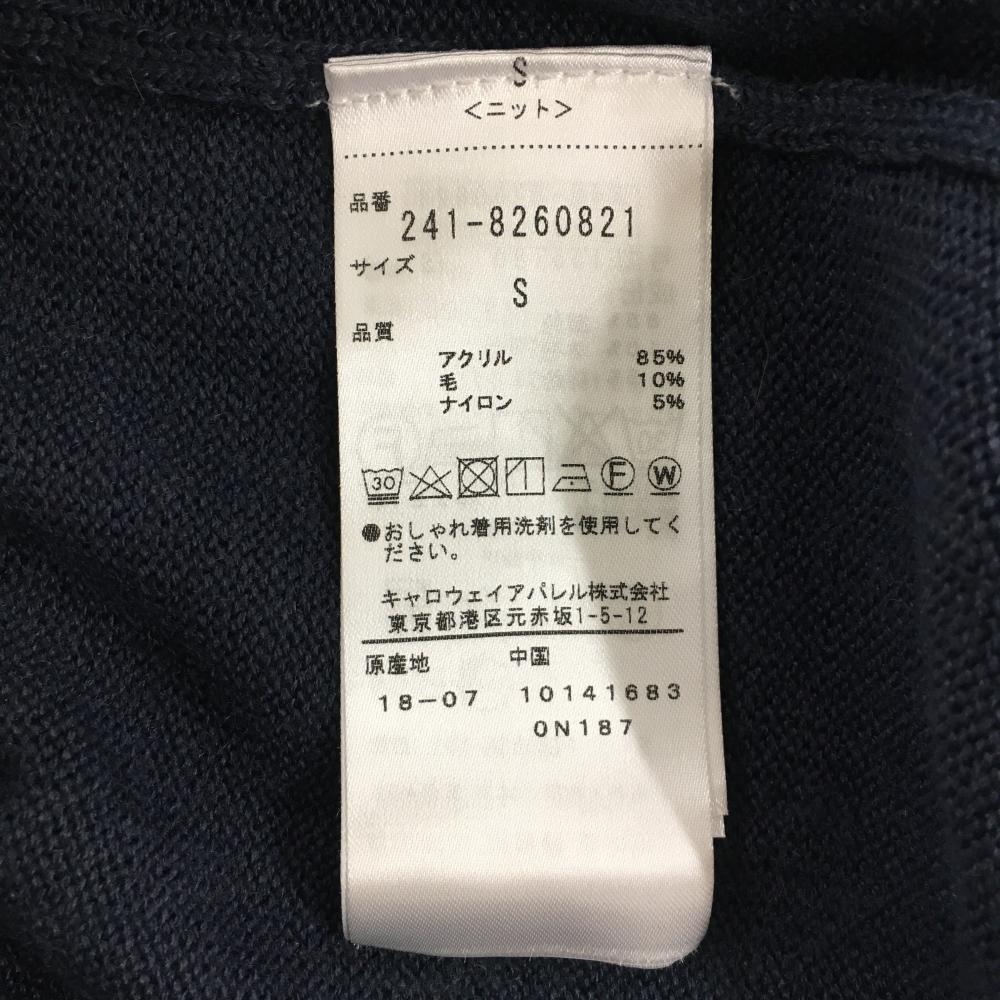 S
<ニット>
品番
241-8260821
サイズ
S
品質
アクリル 85%
毛 10%
ナイロン 5%
30 F W
●おしゃれ着用洗剤を使用してく
ださい。
キャロウェイアパレル株式会社
東京都港区元赤坂1-5-12
原産地 中国
18-07 10141683
0N187